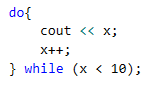 do{
    cout << x;
    x++;
} while (x < 10);